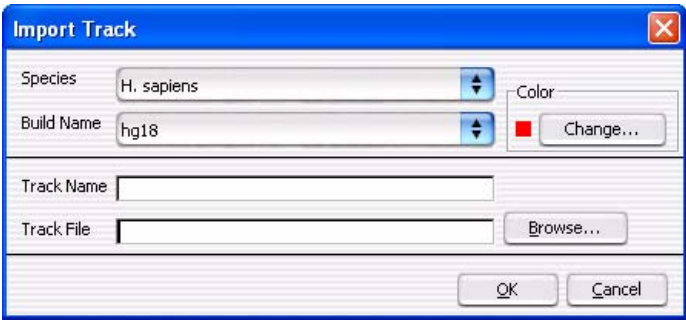 Import Track
Species
H. sapiens
Color
Build Name
hg18
Change...
Track Name
Track File
Browse...
OK
Cancel